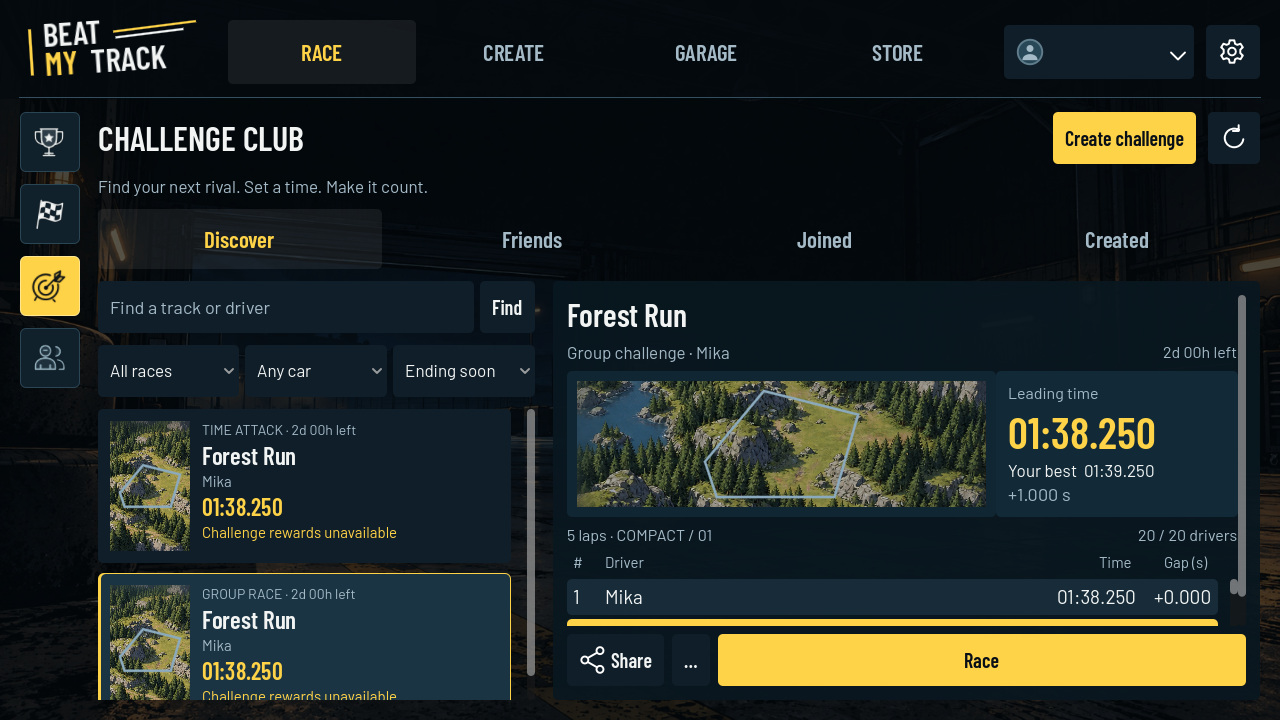 BEAT
MY TRACK
RACE
CREATE
GARAGE
STORE
CHALLENGE CLUB
Create challenge
Find your next rival. Set a time. Make it count.
Discover
Friends
Joined
Created
Find a track or driver
Find
All races
Any car
Ending soon
TIME ATTACK · 2d 00h left
Forest Run
Mika
01:38.250
Challenge rewards unavailable
GROUP RACE · 2d 00h left
Forest Run
Mika
01:38.250
Challenge rewards unavailable
Forest Run
Group challenge · Mika
2d 00h left
Leading time
01:38.250
Your best 01:39.250
+1.000 s
5 laps · COMPACT / 01
20 / 20 drivers
# Driver Time Gap (s)
1 Mika 01:38.250 +0.000
Share
...
Race